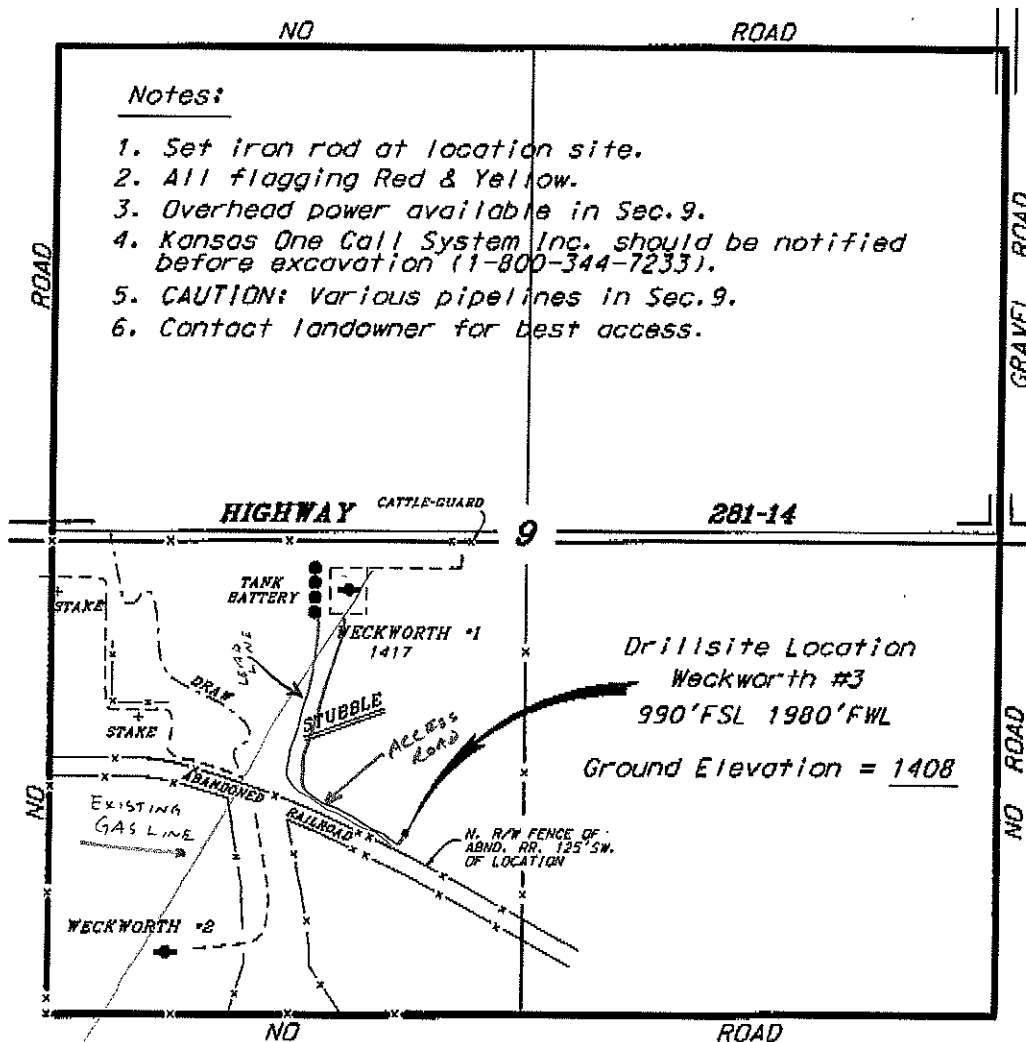 NO ROAD
Notes:
1. Set iron rod at location site.
2. All flagging Red & Yellow.
3. Overhead power available in Sec. 9.
4. Kansas One Call System Inc. should be notified
before excavation (1-800-344-7233).
5. CAUTION: Various pipelines in Sec. 9.
6. Contact landowner for best access.
ROAD
GRAVEL ROAD
HIGHWAY
CATTLE-GUARD
9
281-14
STAKE
TANK
BATTERY
WECKWORTH #1
1417
LEAD
LINE
DRAW
STUBBLE
STAKE
ACCESS
ROAD
Drillsite Location
Weckworth #3
990'FSL 1980'FWL
Ground Elevation = 1408
ABANDONED
RAILROAD
EXISTING
GAS LINE
N. R/W FENCE OF
ABND. RR. 125' SW.
OF LOCATION
WECKWORTH #2
NO
NO ROAD
NO ROAD